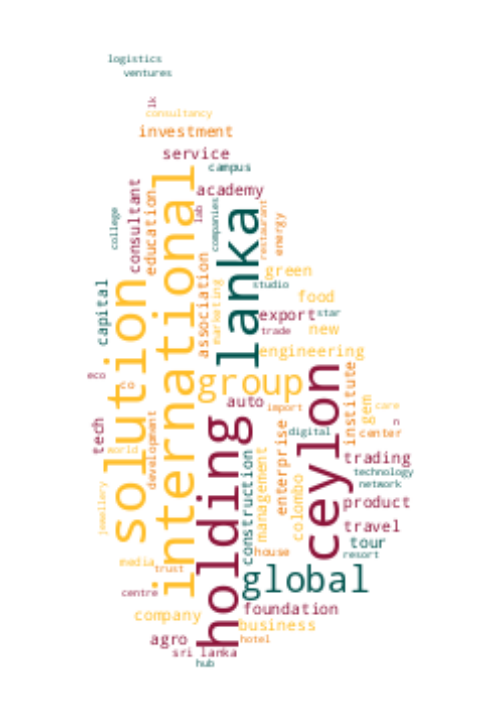 logistics
ventures
lk
consultancy
investment
service
campus
academy
consultant
education
international
lab
companies
restaurant
energy
college
lanka
association
marketing
green
studio
capital
solution
food
export
star
trade
new
engineering
eco
co
group
auto
import
ceylon
institute
gem
care
n
center
tech
world
development
holding
construction
management
enterprise
digital
colombo
trading
technology
network
product
jewellery
travel
tour
resort
house
media
trust
global
centre
foundation
company
business
agro
hotel
sri lanka
hub